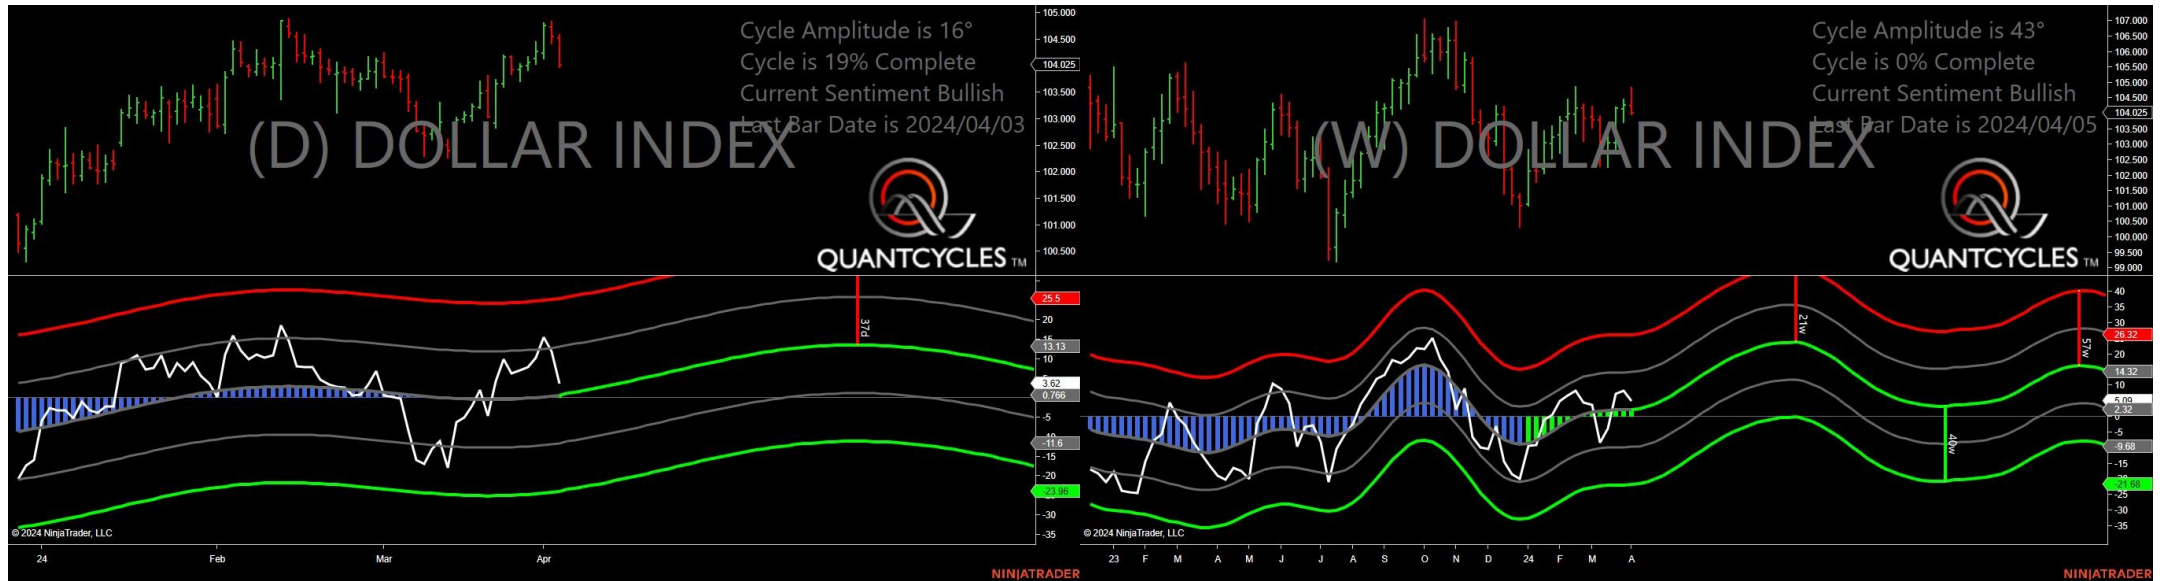 Cycle Amplitude is 16°
Cycle is 19% Complete
Current Sentiment Bullish
Last Bar Date is 2024/04/03
(D) DOLLAR INDEX
QUANTCYCLES TM
105.000
104.500
104.025
103.500
103.000
102.500
102.000
101.500
101.000
100.500
37d
25.5
20
13.13
10
3.62
0.766
-5
-11.6
-15
-20
-23.96
-30
-35
© 2024 NinjaTrader, LLC
24 Feb Mar Apr
NINJATRADER
Cycle Amplitude is 43°
Cycle is 0% Complete
Current Sentiment Bullish
Last Bar Date is 2024/04/05
(W) DOLLAR INDEX
QUANTCYCLES TM
107.000
106.500
106.000
105.500
105.000
104.500
104.025
103.500
103.000
102.500
102.000
101.500
101.000
100.500
100.000
99.500
99.000
21w
57w
40w
40
35
30
26.32
20
14.32
10
5.09
2.32
-5
-9.68
-15
-21.68
-25
-30
-35
© 2024 NinjaTrader, LLC
23 F M A M J J A S O N D 24 F M A
NINJATRADER